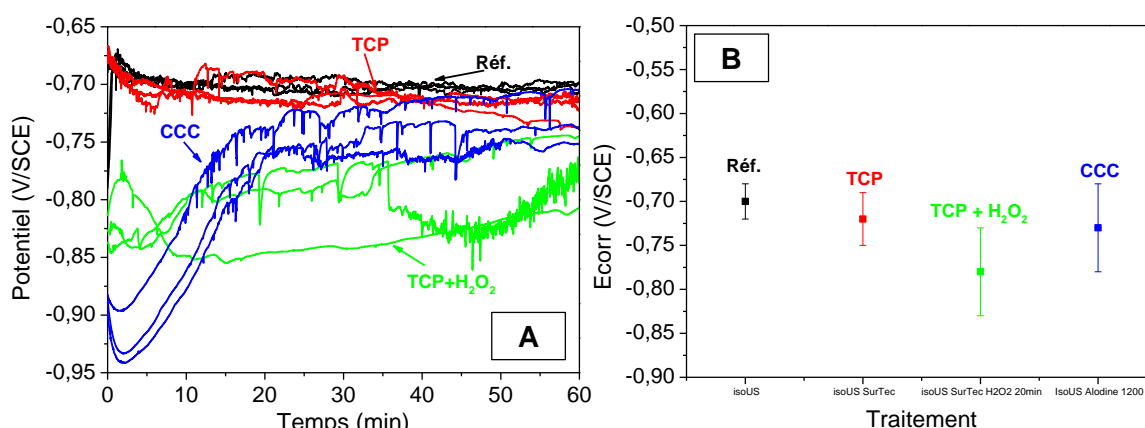 -0,65
-0,70
-0,75
-0,80
-0,85
-0,90
-0,95
0
10
20
30
40
50
60
Potentiel (V/SCE)
Temps (min)
TCP
Réf.
CCC
TCP+H₂O₂
A
-0,50
-0,55
-0,60
-0,65
-0,70
-0,75
-0,80
-0,85
-0,90
Ecorr (V/SCE)
B
Réf.
TCP
TCP + H₂O₂
CCC
isoUS
isoUS SurTec
isoUS SurTec H2O2 20min
IsoUS Alodine 1200
Traitement